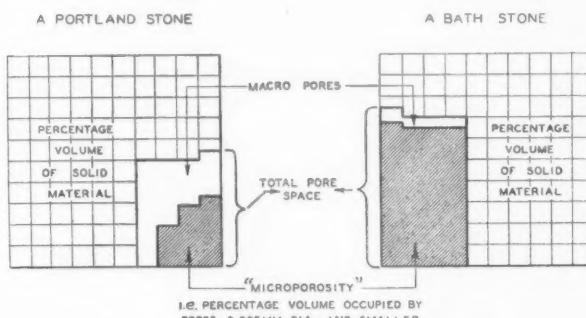 A PORTLAND STONE
A BATH STONE
MACRO PORES
PERCENTAGE
VOLUME
OF SOLID
MATERIAL
TOTAL PORE
SPACE
PERCENTAGE
VOLUME
OF SOLID
MATERIAL
"MICROPOROSITY"
I.E. PERCENTAGE VOLUME OCCUPIED BY